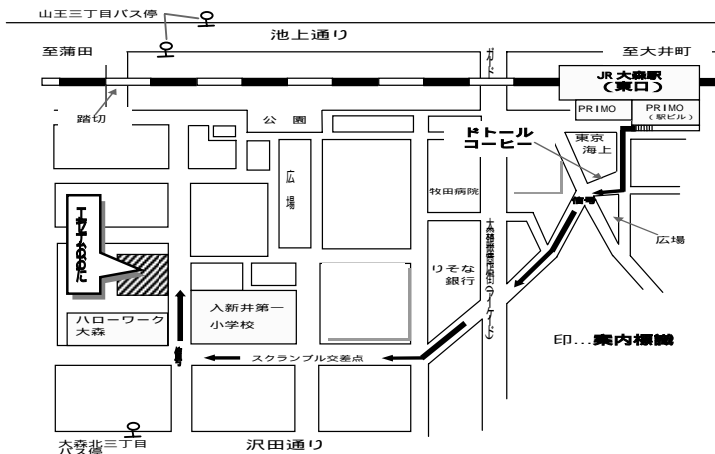 山王三丁目バス停
池上通り
至蒲田
ガード
至大井町
JR 大森駅
(東口)
PRIMO
PRIMO
(駅ビル)
踏切
公園
ドトール
コーヒー
東京
海上
広場
牧田病院
信号
広場
りそな
銀行
ハローワーク
大森
入新井第一
小学校
印…案内標識
信号
スクランブル交差点
大森北三丁目
バス停
沢田通り